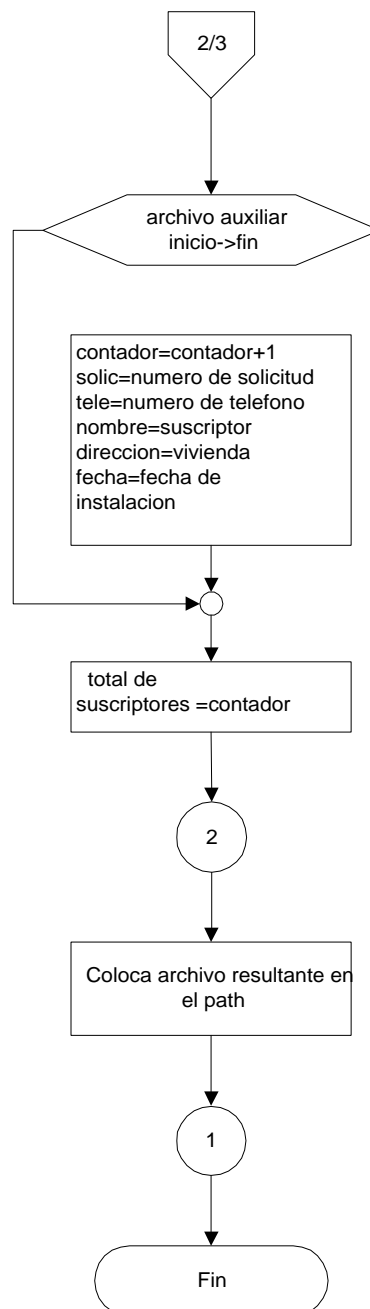 2/3
archivo auxiliar
inicio->fin
contador=contador+1
solic=numero de solicitud
tele=numero de telefono
nombre=suscriptor
direccion=vivienda
fecha=fecha de
instalacion
total de
suscriptores =contador
2
Coloca archivo resultante en
el path
1
Fin